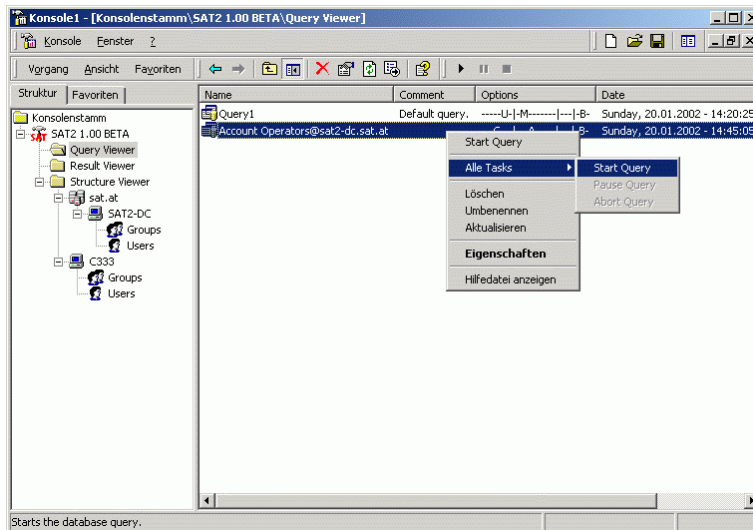 Konsole1 - [Konsolenstamm\SAT2 1.00 BETA\Query Viewer]
Konsole Fenster ?
Vorgang Ansicht Favoriten
Struktur Favoriten
Name Comment Options Date
Konsolenstamm
SAT2 1.00 BETA
Query Viewer
Result Viewer
Structure Viewer
sat.at
SAT2-DC
Groups
Users
C333
Groups
Users
Query1 Default query. -----U-|-M-------|---|-B- Sunday, 20.01.2002 - 14:20:25
Account Operators@sat2-dc.sat.at Sunday, 20.01.2002 - 14:45:05
Start Query
Alle Tasks
Löschen
Umbenennen
Aktualisieren
Eigenschaften
Hilfedatei anzeigen
Start Query
Pause Query
Abort Query
Starts the database query.